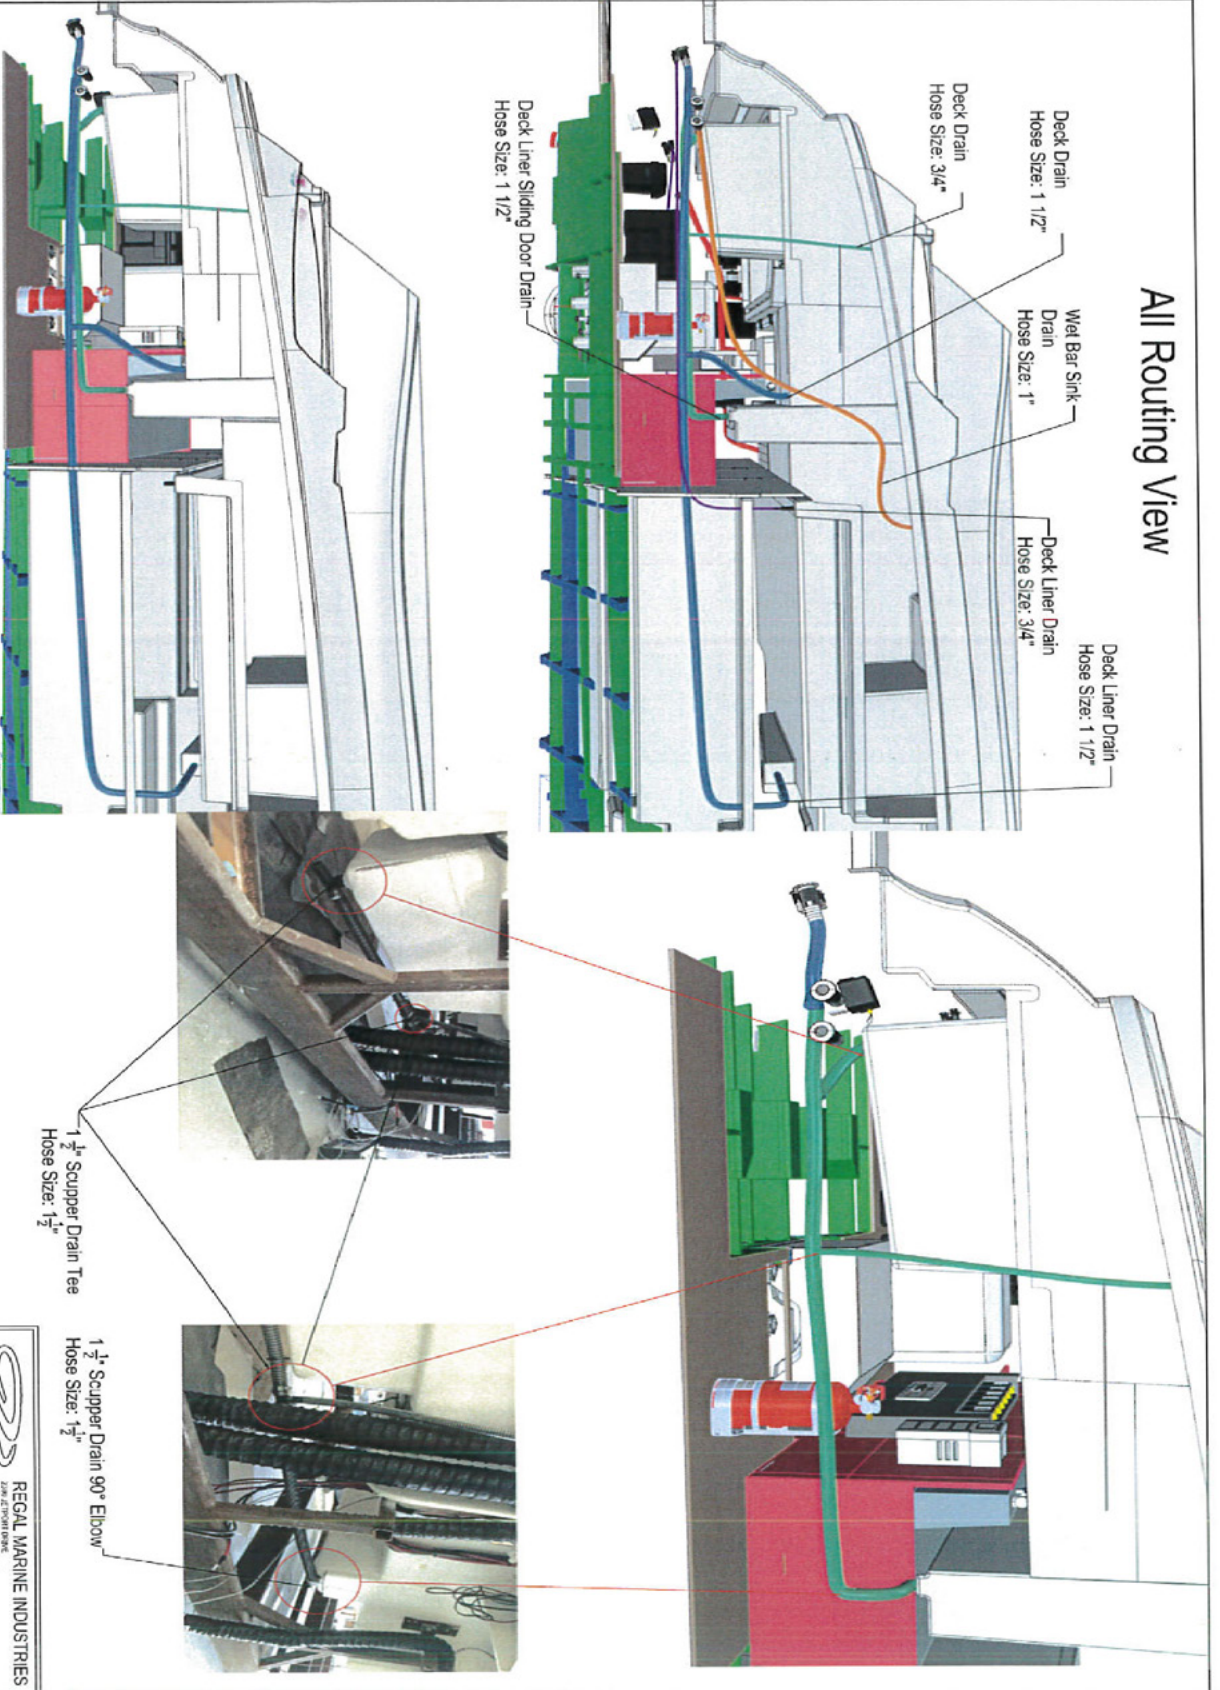 All Routing View
Deck Drain
Hose Size: 3/4"
Deck Drain
Hose Size: 1 1/2"
Wet Bar Sink
Drain
Hose Size: 1"
Deck Liner Drain
Hose Size: 3/4"
Deck Liner Drain
Hose Size: 1 1/2"
Deck Liner Sliding Door Drain
Hose Size: 1 1/2"
1 1/2" Scupper Drain Tee
Hose Size: 1 1/2"
1 1/2" Scupper Drain 90° Elbow
Hose Size: 1 1/2"
REGAL MARINE INDUSTRIES
2300 JETPORT DRIVE